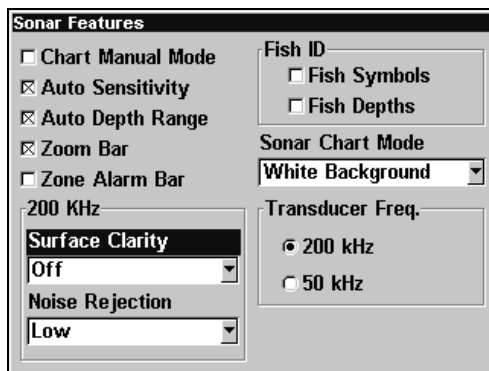 Sonar Features
Chart Manual Mode
Auto Sensitivity
Auto Depth Range
Zoom Bar
Zone Alarm Bar
200 KHz
Surface Clarity
Off
Noise Rejection
Low
Fish ID
Fish Symbols
Fish Depths
Sonar Chart Mode
White Background
Transducer Freq.
200 kHz
50 kHz